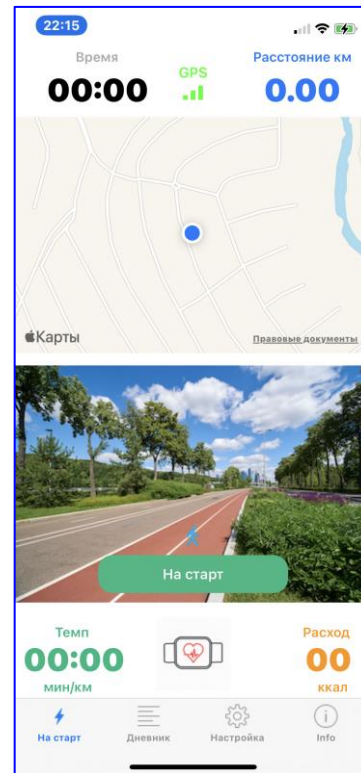 22:15
Время
GPS
Расстояние км
00:00
0.00
Карты
Правовые документы
На старт
Темп
Расход
00:00
00
мин/км
ккал
На старт
Дневник
Настройка
Info